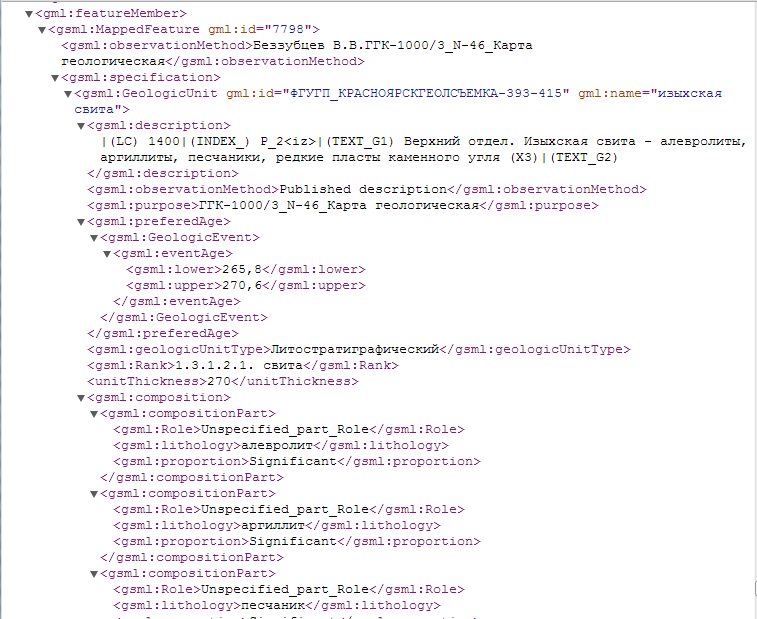 ▼<gml:featureMember>
▼<gsml:MappedFeature gml:id="7798">
<gsml:observationMethod>Беззубцев В.В.ГГК-1000/3_N-46_Карта
геологическая</gsml:observationMethod>
▼<gsml:specification>
▼<gsml:GeologicUnit gml:id="ФГУГП_КРАСНОЯРСКГЕОЛСЪЕМКА-393-415" gml:name="изыхская
свита">
▼<gsml:description>
|(LC) 1400|(INDEX_) P_2<iz>|(TEXT_G1) Верхний отдел. Изыхская свита - алевролиты,
аргиллиты, песчаники, редкие пласты каменного угля (X3)|(TEXT_G2)
</gsml:description>
<gsml:observationMethod>Published description</gsml:observationMethod>
<gsml:purpose>ГГК-1000/3_N-46_Карта геологическая</gsml:purpose>
▼<gsml:preferedAge>
▼<gsml:GeologicEvent>
▼<gsml:eventAge>
<gsml:lower>265,8</gsml:lower>
<gsml:upper>270,6</gsml:upper>
</gsml:eventAge>
</gsml:GeologicEvent>
</gsml:preferedAge>
<gsml:geologicUnitType>Литостратиграфический</gsml:geologicUnitType>
<gsml:Rank>1.3.1.2.1. свита</gsml:Rank>
<unitThickness>270</unitThickness>
▼<gsml:composition>
▼<gsml:compositionPart>
<gsml:Role>Unspecified_part_Role</gsml:Role>
<gsml:lithology>алевролит</gsml:lithology>
<gsml:proportion>Significant</gsml:proportion>
</gsml:compositionPart>
▼<gsml:compositionPart>
<gsml:Role>Unspecified_part_Role</gsml:Role>
<gsml:lithology>аргиллит</gsml:lithology>
<gsml:proportion>Significant</gsml:proportion>
</gsml:compositionPart>
▼<gsml:compositionPart>
<gsml:Role>Unspecified_part_Role</gsml:Role>
<gsml:lithology>песчаник</gsml:lithology>